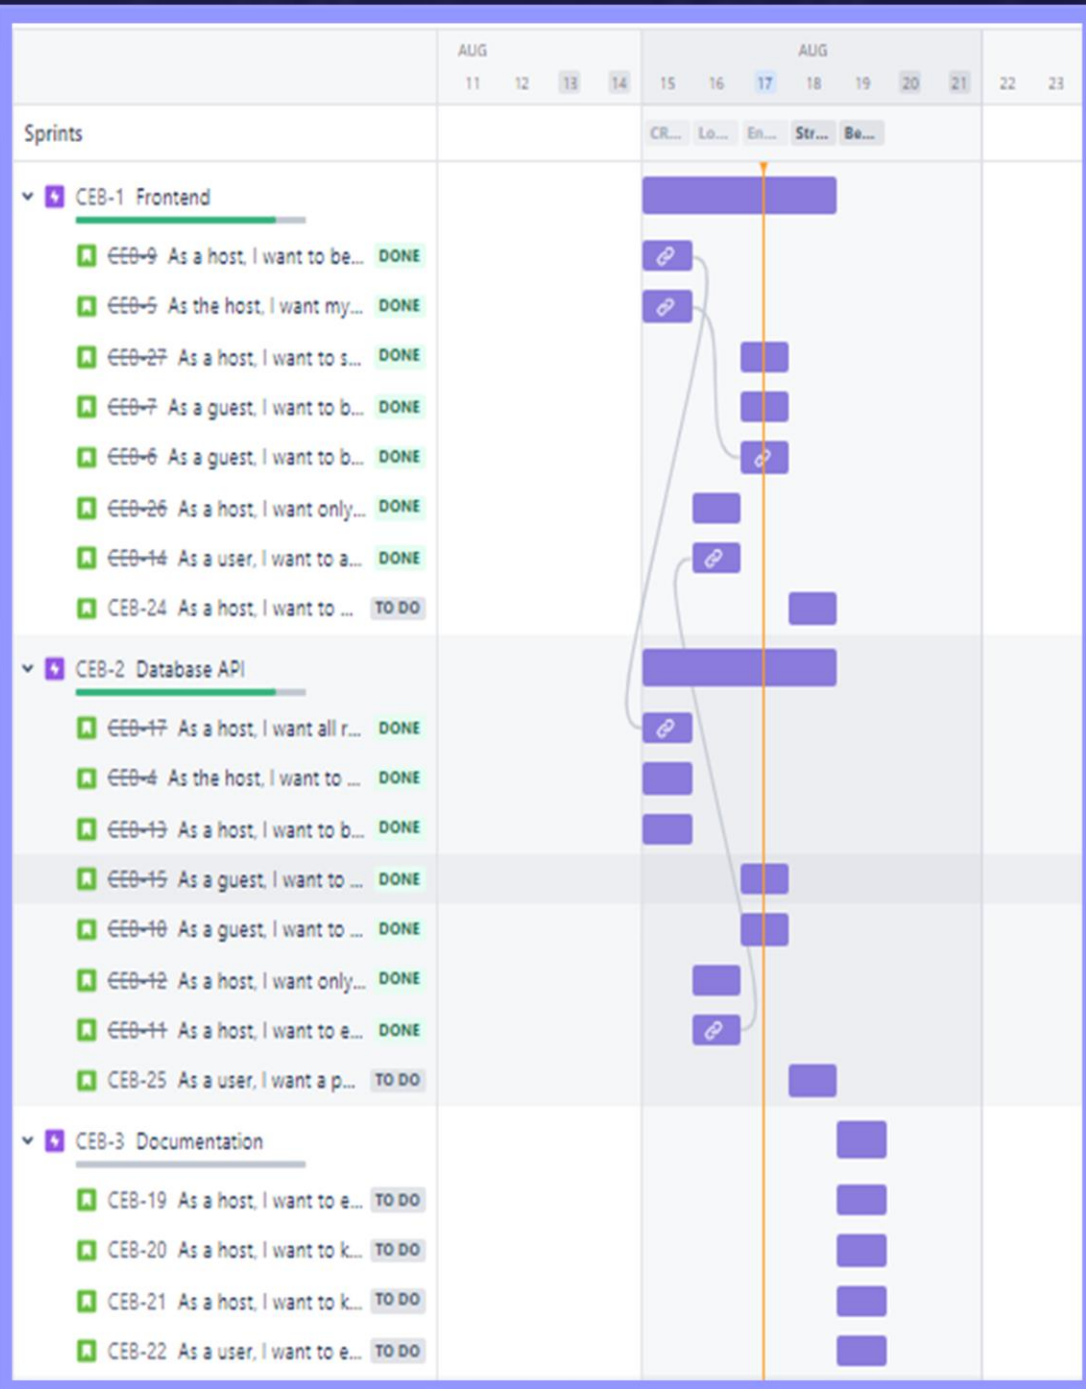 AUG AUG
11 12 13 14 15 16 17 18 19 20 21 22 23
Sprints CR... Lo... En... Str... Be...
CEB-1 Frontend
CEB-9 As a host, I want to be... DONE
CEB-5 As the host, I want my... DONE
CEB-27 As a host, I want to s... DONE
CEB-7 As a guest, I want to b... DONE
CEB-6 As a guest, I want to b... DONE
CEB-26 As a host, I want only... DONE
CEB-14 As a user, I want to a... DONE
CEB-24 As a host, I want to ... TO DO
CEB-2 Database API
CEB-17 As a host, I want all r... DONE
CEB-4 As the host, I want to ... DONE
CEB-13 As a host, I want to b... DONE
CEB-15 As a guest, I want to ... DONE
CEB-10 As a guest, I want to ... DONE
CEB-12 As a host, I want only... DONE
CEB-11 As a host, I want to e... DONE
CEB-25 As a user, I want a p... TO DO
CEB-3 Documentation
CEB-19 As a host, I want to e... TO DO
CEB-20 As a host, I want to k... TO DO
CEB-21 As a host, I want to k... TO DO
CEB-22 As a user, I want to e... TO DO